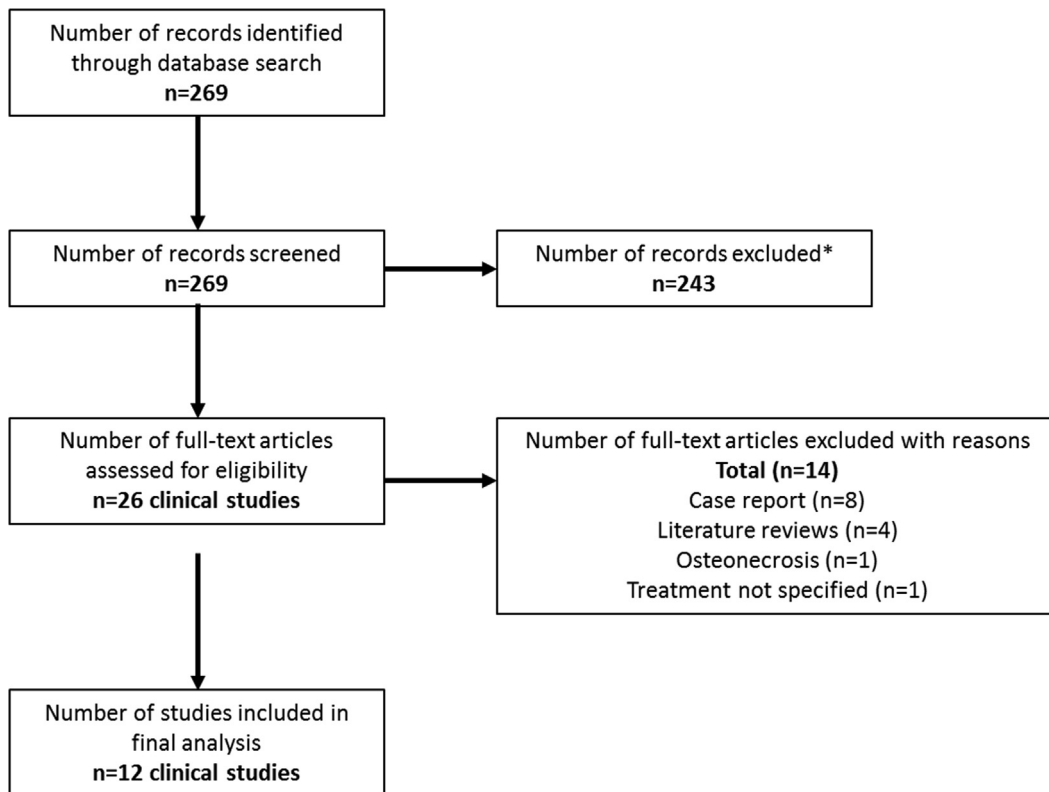 Number of records identified
through database search
n=269
Number of records screened
n=269
Number of records excluded*
n=243
Number of full-text articles
assessed for eligibility
n=26 clinical studies
Number of full-text articles excluded with reasons
Total (n=14)
Case report (n=8)
Literature reviews (n=4)
Osteonecrosis (n=1)
Treatment not specified (n=1)
Number of studies included in
final analysis
n=12 clinical studies